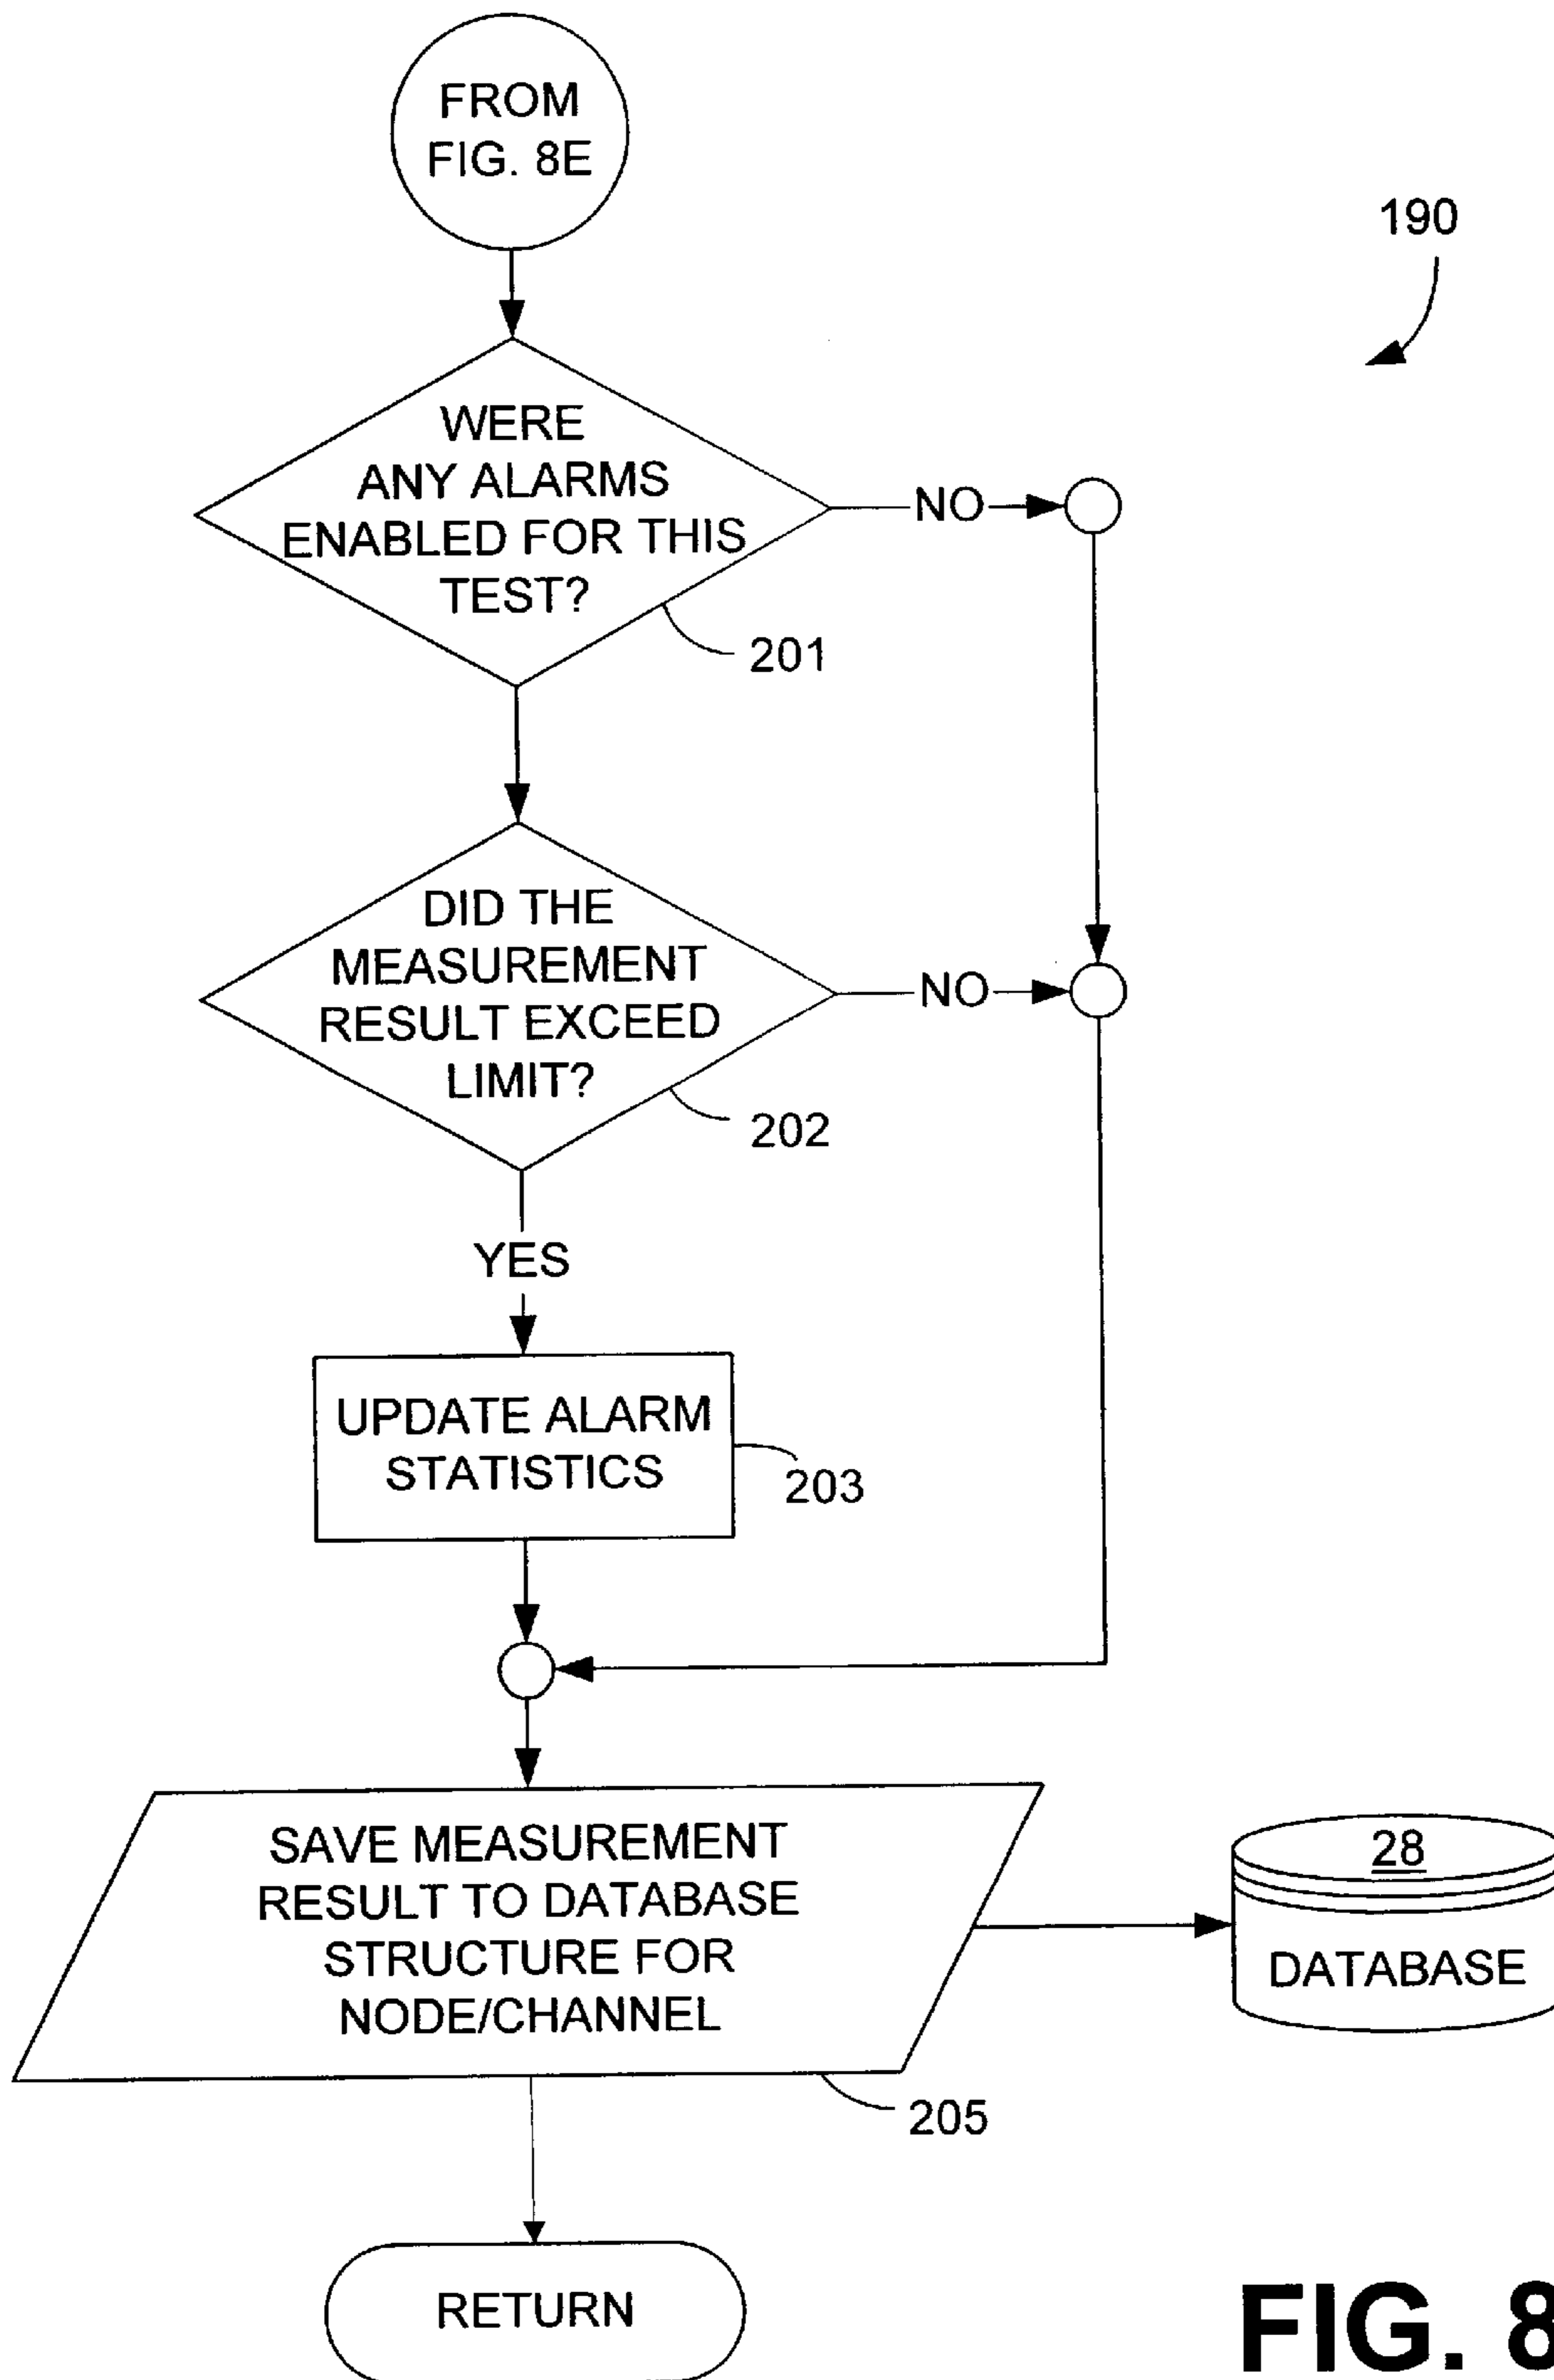 FROM
FIG. 8E
190
WERE
ANY ALARMS
ENABLED FOR THIS
TEST?
NO
201
DID THE
MEASUREMENT
RESULT EXCEED
LIMIT?
NO
202
YES
UPDATE ALARM
STATISTICS
203
SAVE MEASUREMENT
RESULT TO DATABASE
STRUCTURE FOR
NODE/CHANNEL
28
DATABASE
205
RETURN
FIG. 8